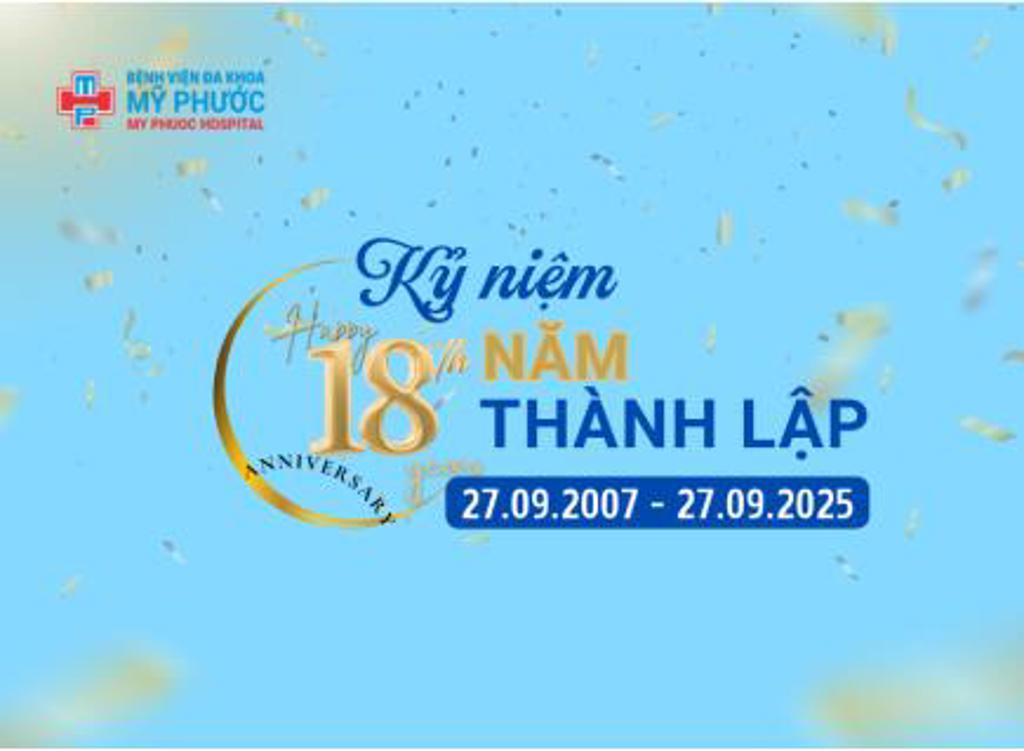 BỆNH VIỆN ĐA KHOA
MỸ PHƯỚC
MY PHUOC HOSPITAL
Kỷ niệm
Happy
18th NĂM
THÀNH LẬP
ANNIVERSARY
27.09.2007 - 27.09.2025